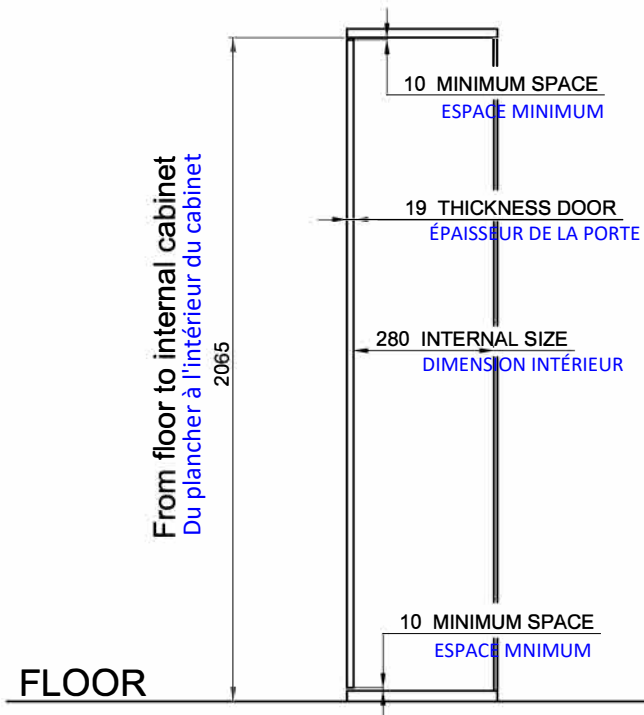 10 MINIMUM SPACE
ESPACE MINIMUM
19 THICKNESS DOOR
ÉPAISSEUR DE LA PORTE
From floor to internal cabinet
Du plancher à l'intérieur du cabinet
2065
280 INTERNAL SIZE
DIMENSION INTÉRIEUR
10 MINIMUM SPACE
ESPACE MNIMUM
FLOOR